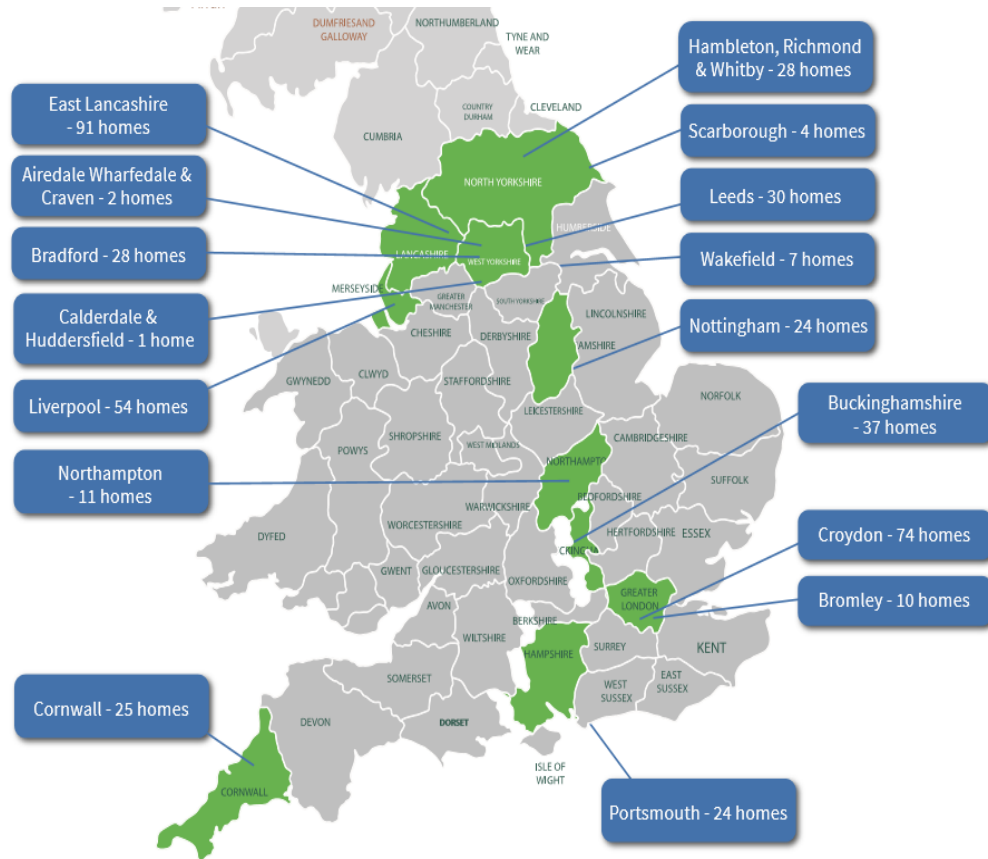 DUMFRIESAND
GALLOWAY
NORTHUMBERLAND
TYNE AND
WEAR
Hambleton, Richmond
& Whitby - 28 homes
East Lancashire
- 91 homes
COUNTRY
DURHAM
CLEVELAND
CUMBRIA
Scarborough - 4 homes
Airedale Wharfedale &
Craven - 2 homes
NORTH YORKSHIRE
Leeds - 30 homes
HUMBERSIDE
Bradford - 28 homes
LANCASHIRE
WEST YORKSHIRE
Wakefield - 7 homes
MERSEYSIDE
GREATER
MANCHESTER
SOUTH YORKSHIRE
LINCOLNSHIRE
Calderdale &
Huddersfield - 1 home
CHESHIRE
DERBYSHIRE
AMSHIRE
Nottingham - 24 homes
CLWYD
GWYNEDD
STAFFORDSHIRE
NORFOLK
Liverpool - 54 homes
LEICESTERSHIRE
Buckinghamshire
- 37 homes
SHROPSHIRE
POWYS
WEST MIDLANDS
CAMBRIDGESHIRE
Northampton
- 11 homes
NORTHAMPTO
SUFFOLK
BEDFORDSHIRE
WARWICKSHIRE
WORCESTERSHIRE
HERTFORDSHIRE
ESSEX
Croydon - 74 homes
DYFED
GWENT
GLOUCESTERSHIRE
OXFORDSHIRE
GREATER
LONDON
Bromley - 10 homes
AVON
BERKSHIRE
WILTSHIRE
HAMPSHIRE
SURREY
KENT
SOMERSET
WEST
SUSSEX
EAST
SUSSEX
Cornwall - 25 homes
DEVON
DORSET
ISLE OF
WIGHT
CORNWALL
Portsmouth - 24 homes